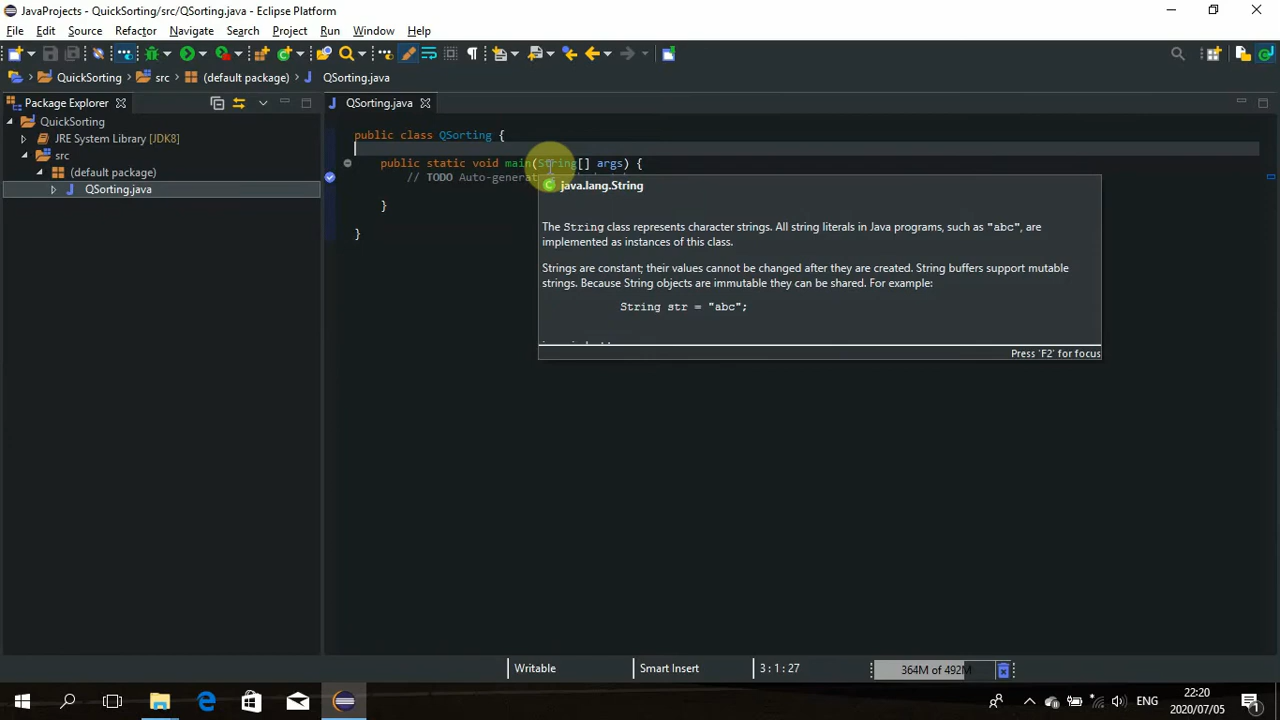 JavaProjects - QuickSorting/src/QSorting.java - Eclipse Platform
File Edit Source Refactor Navigate Search Project Run Window Help
QuickSorting src (default package) QSorting.java
Package Explorer
QSorting.java
QuickSorting
JRE System Library [JDK8]
src
(default package)
QSorting.java
public class QSorting {
public static void main(String[] args) {
// TODO Auto-generat
}
}
java.lang.String
The String class represents character strings. All string literals in Java programs, such as "abc", are
implemented as instances of this class.
Strings are constant; their values cannot be changed after they are created. String buffers support mutable
strings. Because String objects are immutable they can be shared. For example:
String str = "abc";
Press 'F2' for focus
Writable Smart Insert 3 : 1 : 27 364M of 492M
ENG
22:20
2020/07/05
1